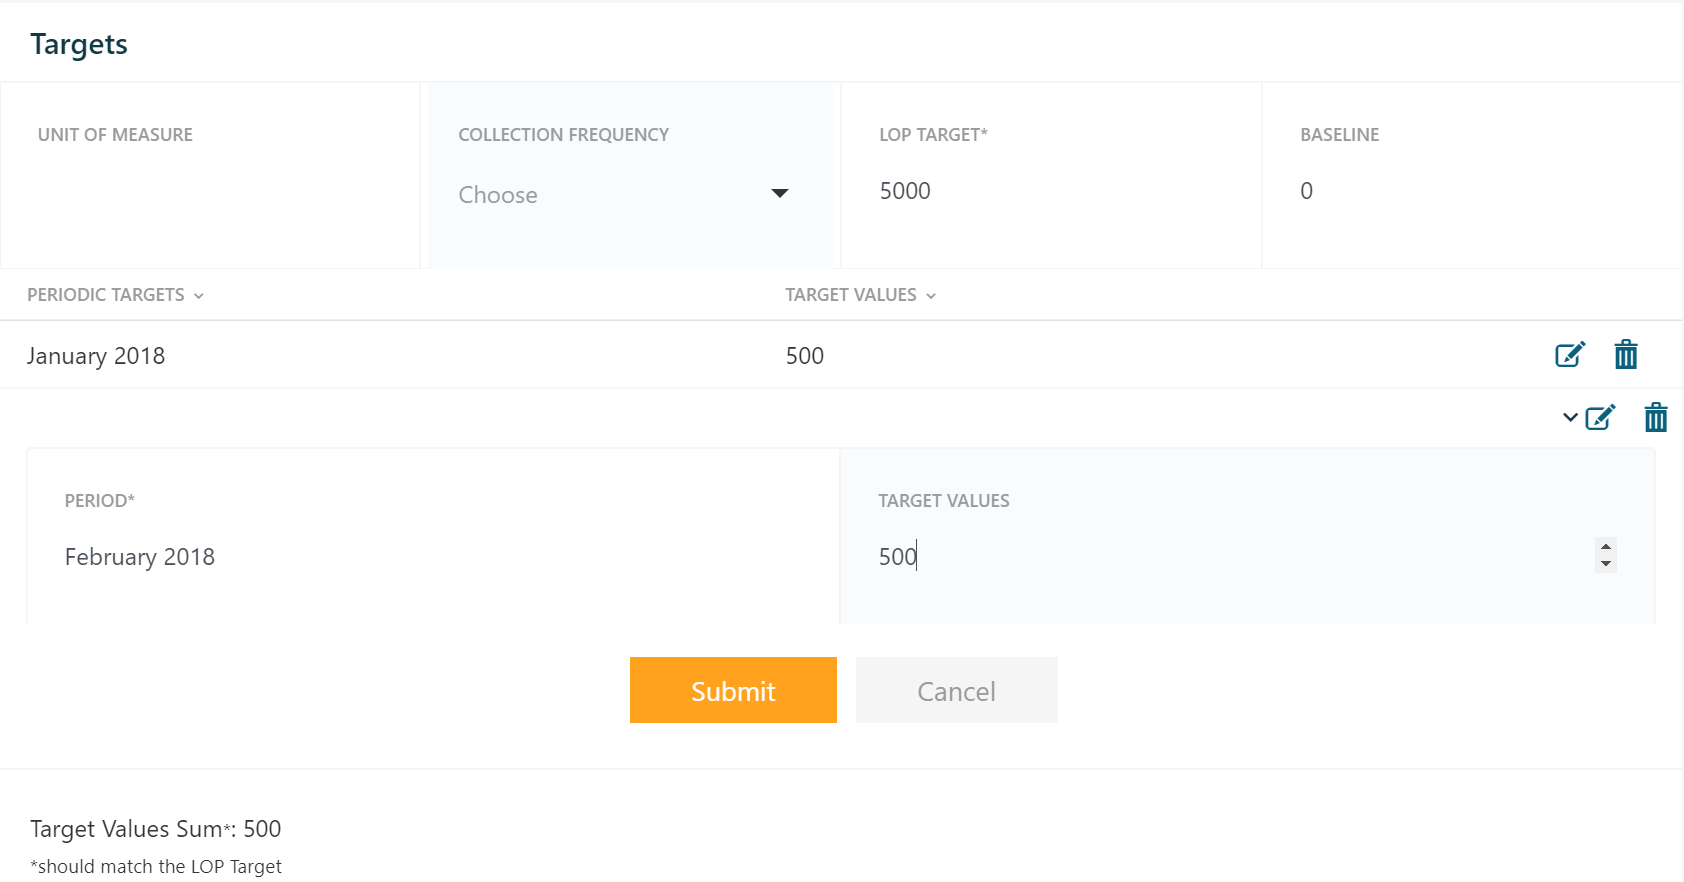 Targets
UNIT OF MEASURE
COLLECTION FREQUENCY
LOP TARGET*
BASELINE
Choose
5000
0
PERIODIC TARGETS
TARGET VALUES
January 2018
500
PERIOD*
TARGET VALUES
February 2018
500
Submit
Cancel
Target Values Sum*: 500
*should match the LOP Target